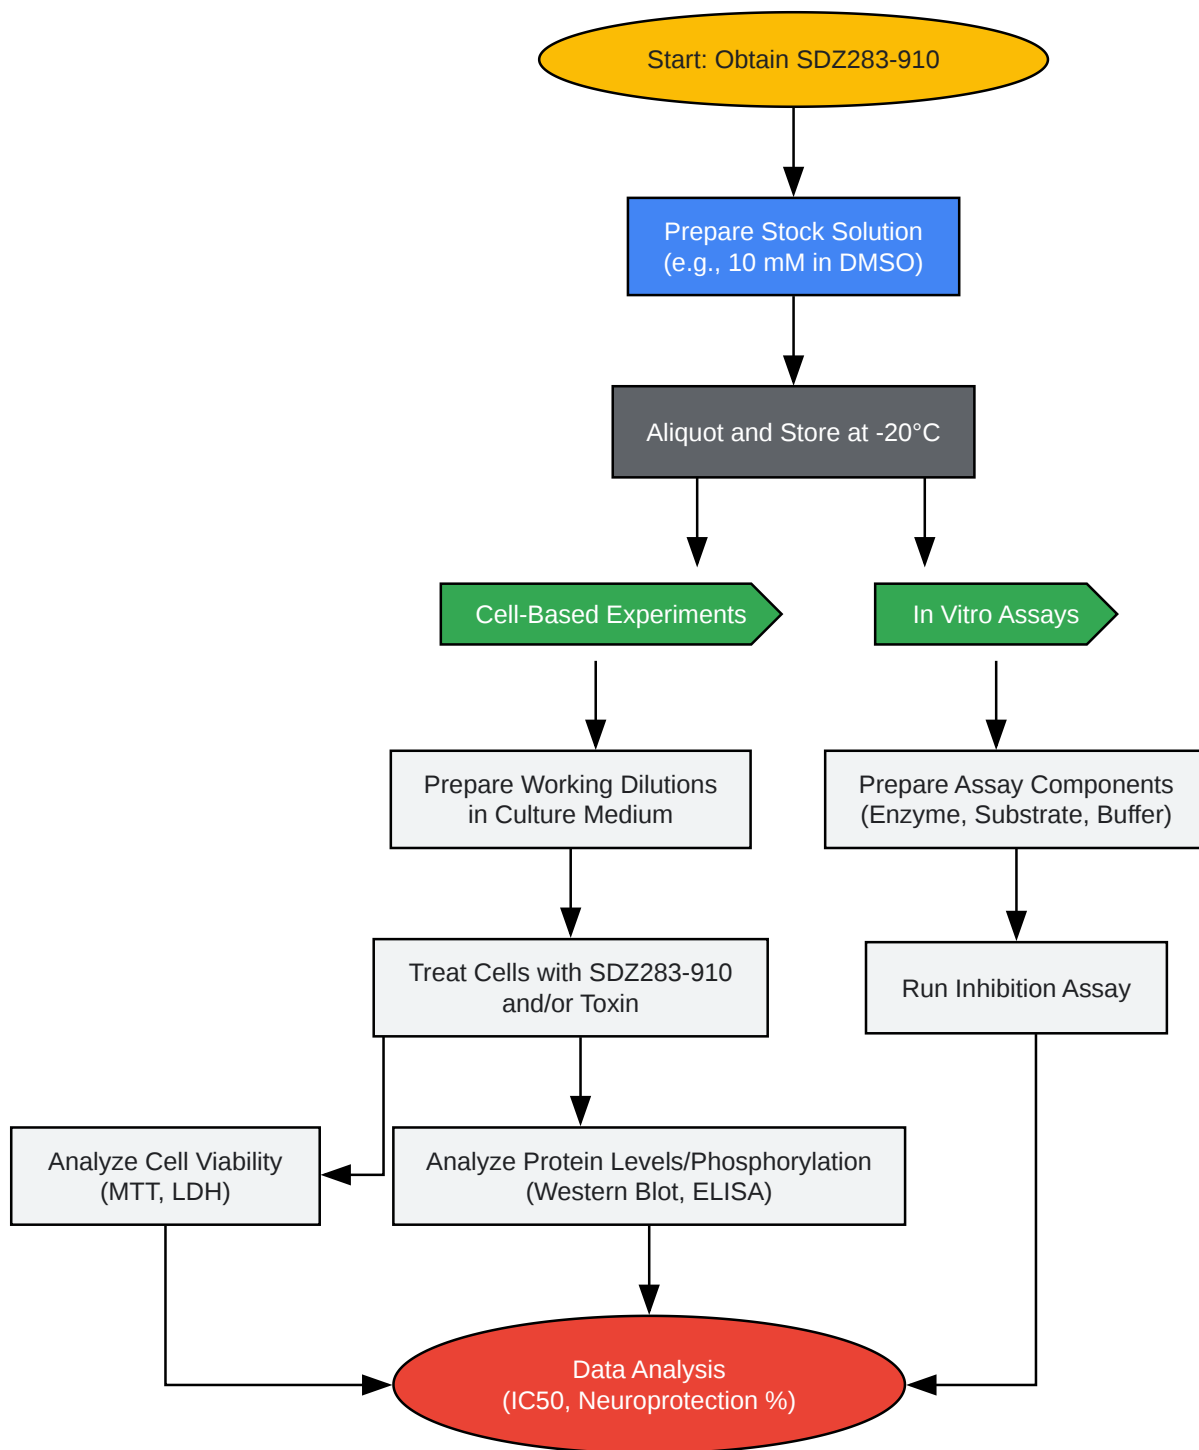 Start: Obtain SDZ283-910
Prepare Stock Solution
(e.g., 10 mM in DMSO)
Aliquot and Store at -20°C
Cell-Based Experiments
In Vitro Assays
Prepare Working Dilutions
in Culture Medium
Prepare Assay Components
(Enzyme, Substrate, Buffer)
Treat Cells with SDZ283-910
and/or Toxin
Run Inhibition Assay
Analyze Cell Viability
(MTT, LDH)
Analyze Protein Levels/Phosphorylation
(Western Blot, ELISA)
Data Analysis
(IC50, Neuroprotection %)